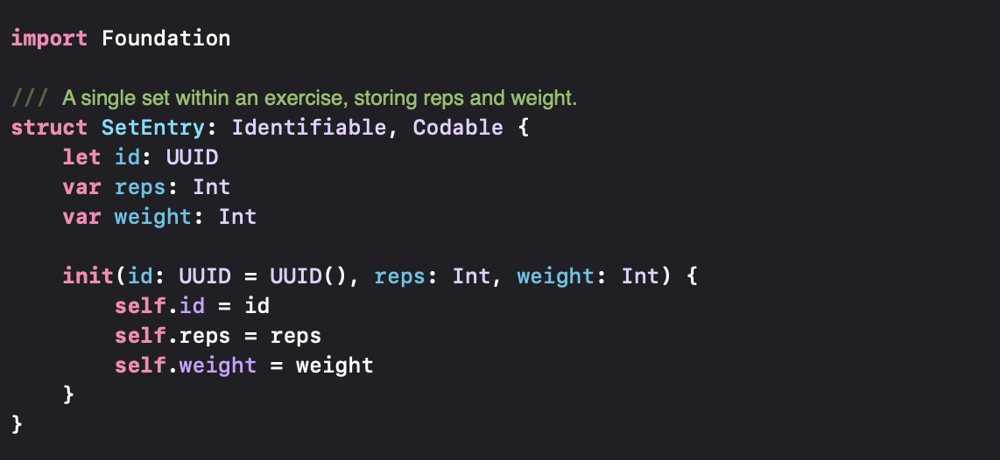 import Foundation
/// A single set within an exercise, storing reps and weight.
struct SetEntry: Identifiable, Codable {
    let id: UUID
    var reps: Int
    var weight: Int
    init(id: UUID = UUID(), reps: Int, weight: Int) {
        self.id = id
        self.reps = reps
        self.weight = weight
    }
}